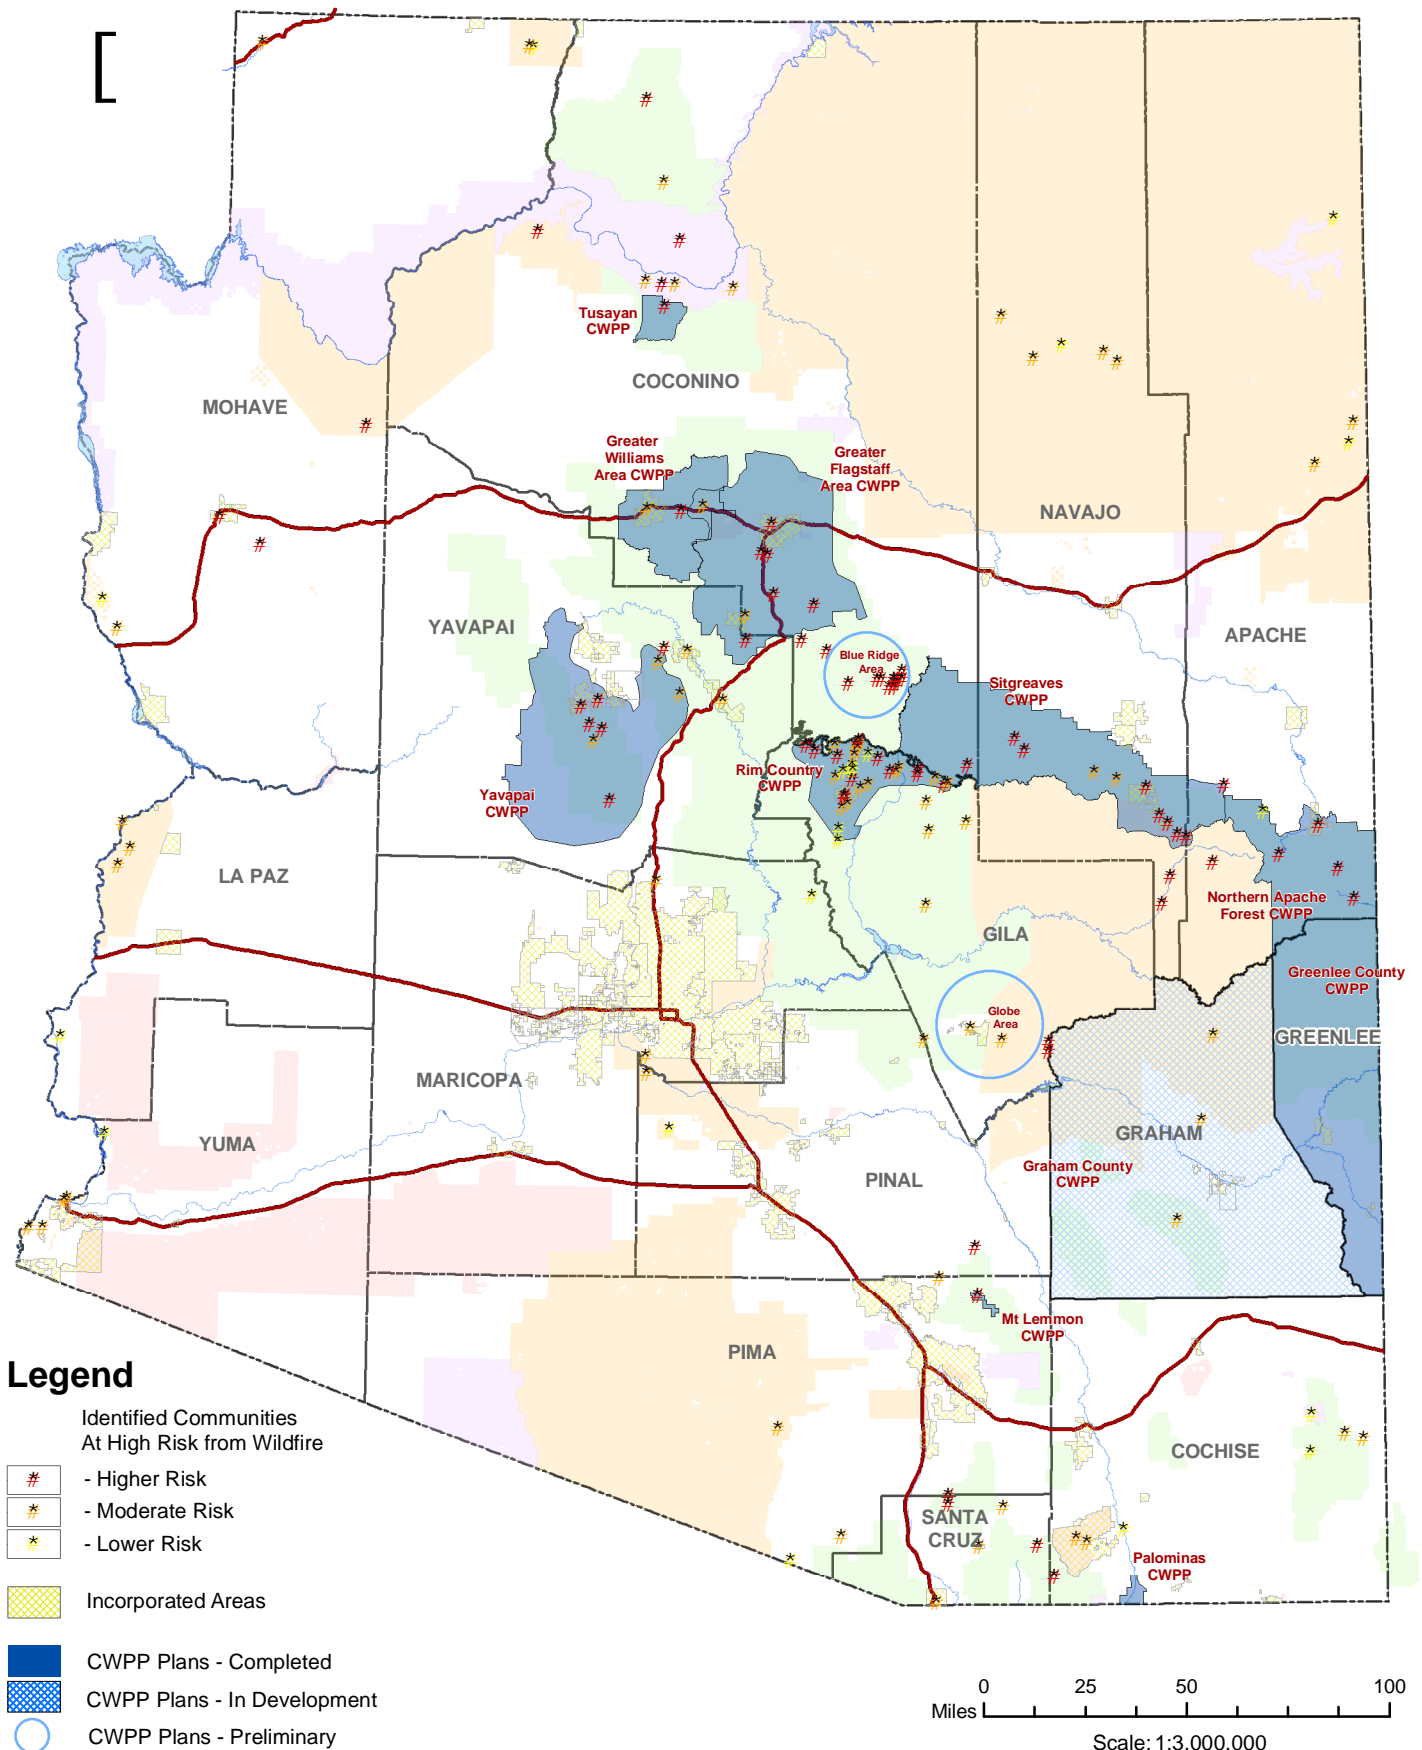 [
Tusayan
CWPP
COCONINO
MOHAVE
Greater
Williams
Area CWPP
Greater
Flagstaff
Area CWPP
NAVAJO
YAVAPAI
APACHE
Blue Ridge
Area
Sitgreaves
CWPP
Rim Country
CWPP
Yavapai
CWPP
LA PAZ
Northern Apache
Forest CWPP
GILA
Greenlee County
CWPP
Globe
Area
GREENLEE
MARICOPA
YUMA
GRAHAM
Graham County
CWPP
PINAL
Mt Lemmon
CWPP
PIMA
COCHISE
SANTA
CRUZ
Palominas
CWPP
Legend
Identified Communities
At High Risk from Wildfire
- Higher Risk
- Moderate Risk
- Lower Risk
Incorporated Areas
CWPP Plans - Completed
CWPP Plans - In Development
CWPP Plans - Preliminary
0 25 50 100
Miles
Scale: 1:3,000,000